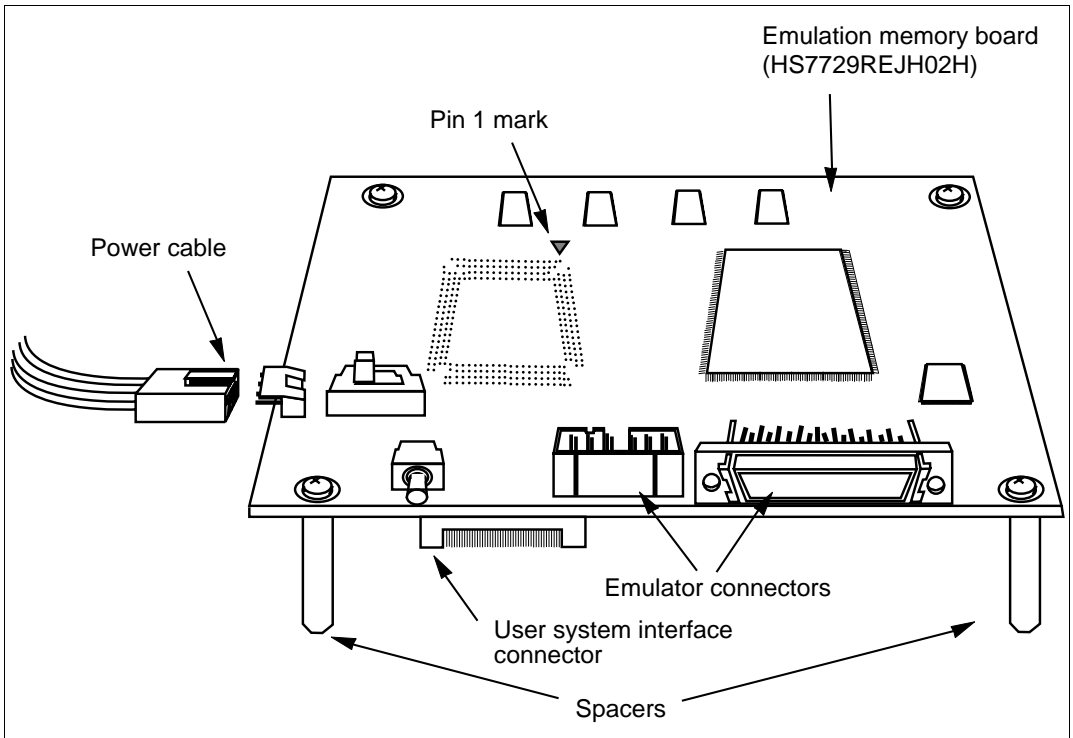 Emulation memory board
(HS7729REJH02H)
Pin 1 mark
Power cable
Emulator connectors
User system interface
connector
Spacers